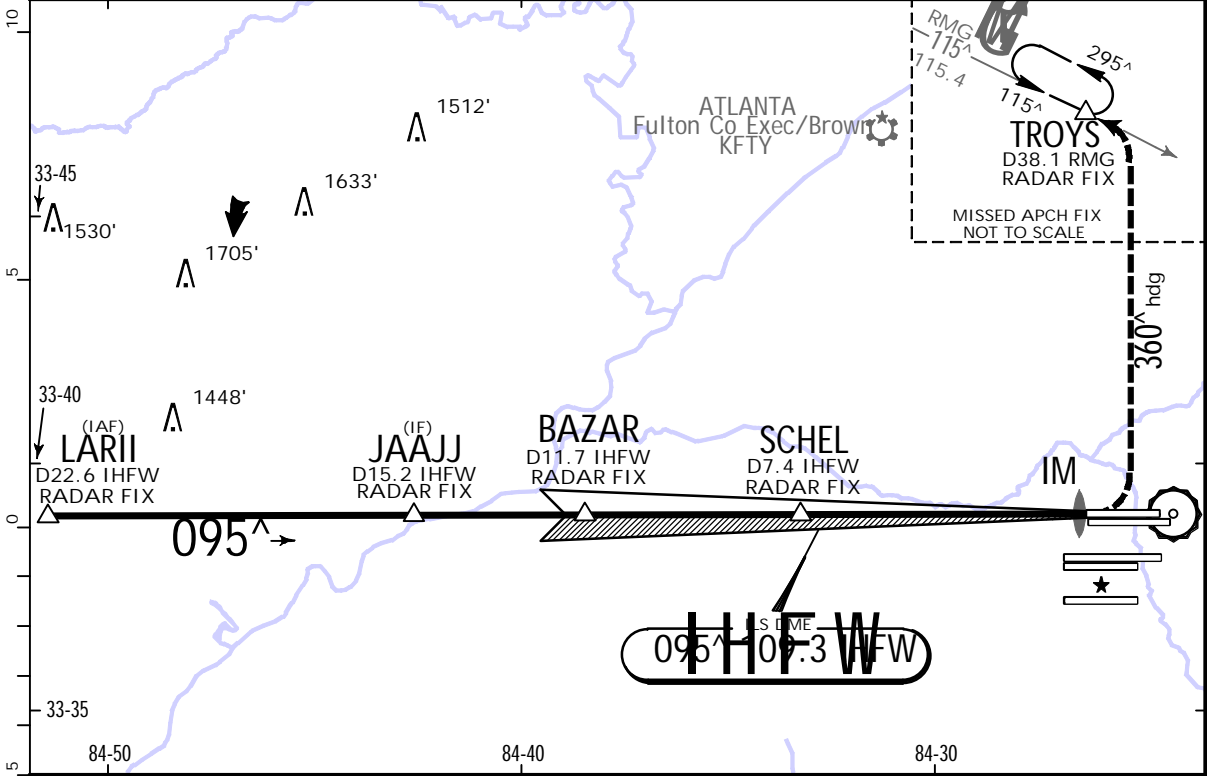 10
RMG
115^
115.4
295^
115^
TROYS
D38.1 RMG
RADAR FIX
MISSED APCH FIX
NOT TO SCALE
ATLANTA
Fulton Co Exec/Brown
KFTY
1512'
1633'
33-45
1530'
1705'
5
360^ hdg
33-40
1448'
(IAF)
LARII
D22.6 IHFW
RADAR FIX
(IF)
JAAJJ
D15.2 IHFW
RADAR FIX
BAZAR
D11.7 IHFW
RADAR FIX
SCHEL
D7.4 IHFW
RADAR FIX
IM
0
095^
ILS DME
095^ 109.3 IHFW
IHFW
33-35
84-50
84-40
84-30
5